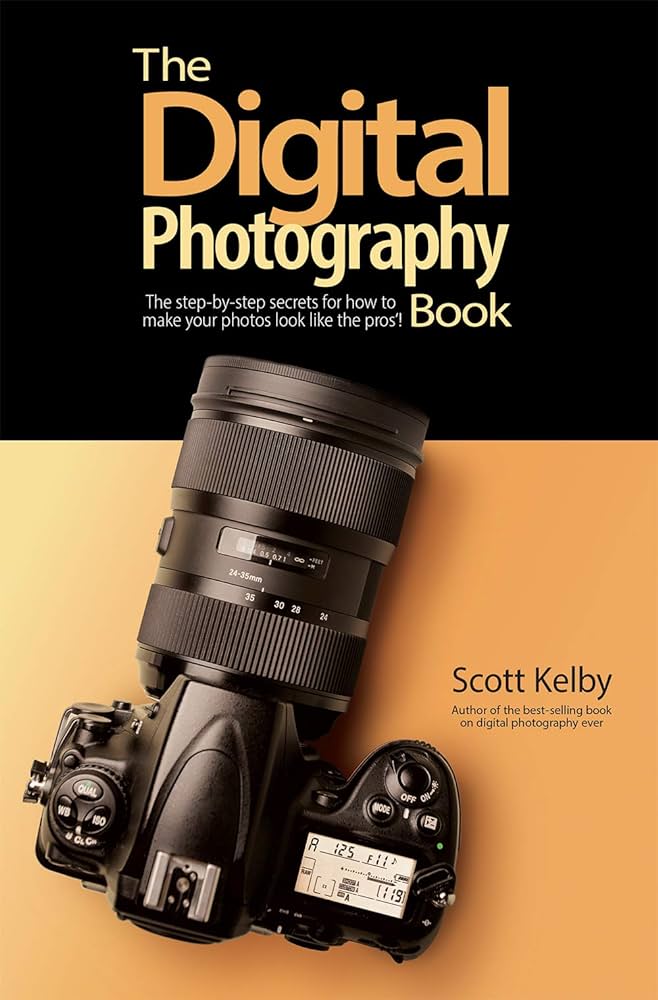 The
Digital
Photography
Book
The step-by-step secrets for how to
make your photos look like the pros'!
24-35mm
35 30 28 24
Scott Kelby
Author of the best-selling book
on digital photography ever
QUAL
WB
ISO
MODE
OFF ON
A 125 F11
RAW
A
[119]